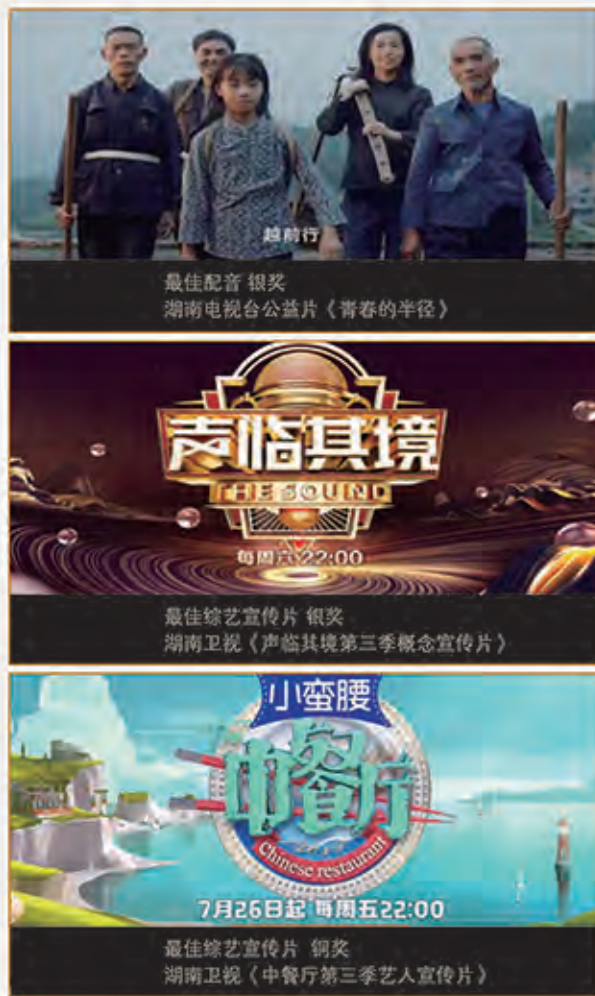 越前行
最佳配音 银奖
湖南电视台公益片《青春的半径》
声临其境
THE SOUND
每周六 22:00
最佳综艺宣传片 银奖
湖南卫视《声临其境第三季概念宣传片》
小蛮腰
中餐厅
Chinese restaurant
7月26日起 每周五22:00
最佳综艺宣传片 铜奖
湖南卫视《中餐厅第三季艺人宣传片》